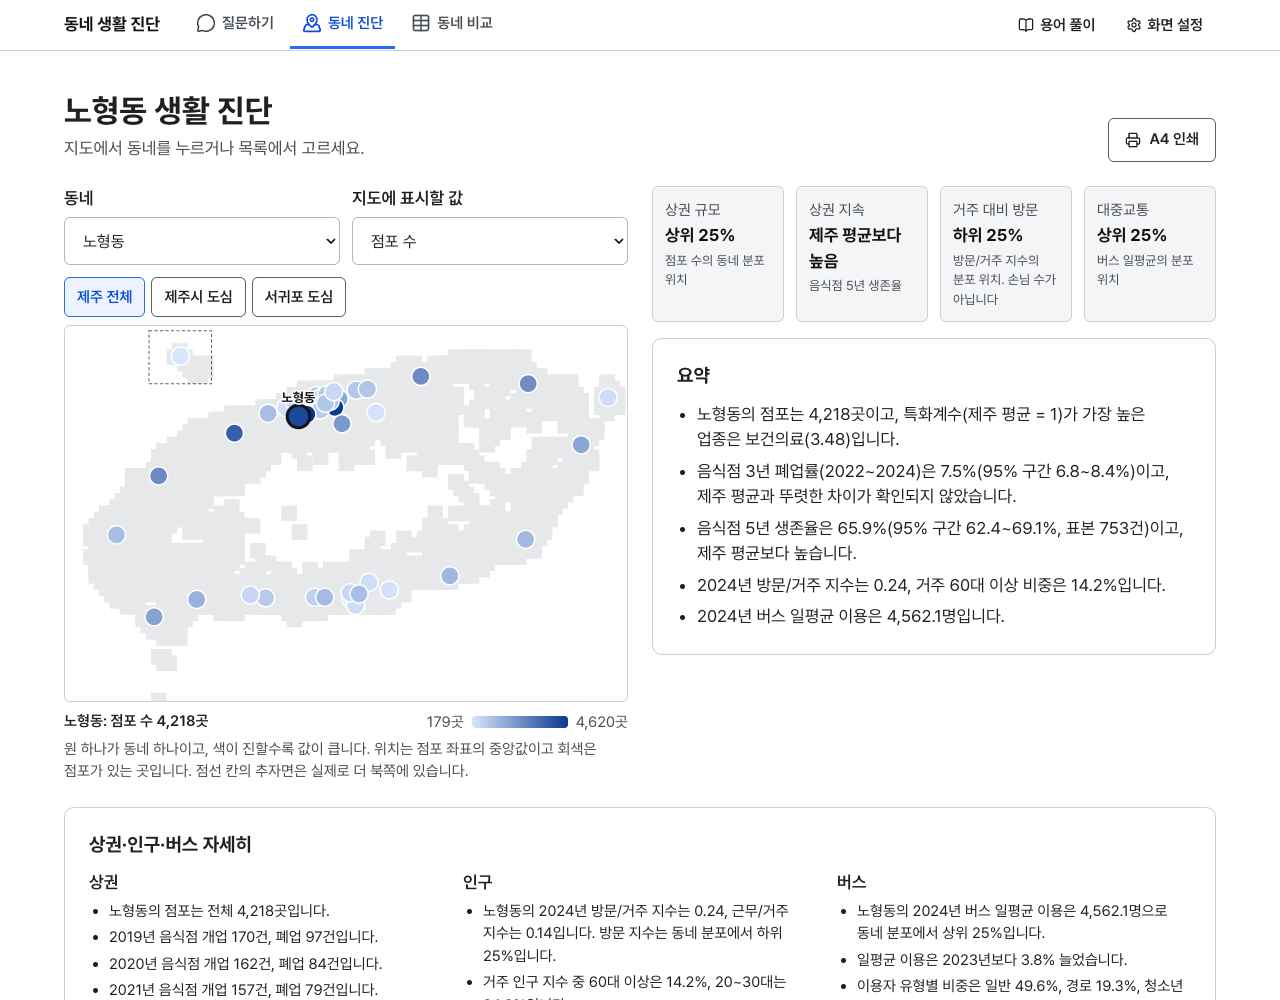 동네 생활 진단
질문하기
동네 진단
동네 비교
용어 풀이
화면 설정
노형동 생활 진단
지도에서 동네를 누르거나 목록에서 고르세요.
A4 인쇄
동네
지도에 표시할 값
노형동
점포 수
제주 전체
제주시 도심
서귀포 도심
노형동
노형동: 점포 수 4,218곳
179곳
4,620곳
원 하나가 동네 하나이고, 색이 진할수록 값이 큽니다. 위치는 점포 좌표의 중앙값이고 회색은
점포가 있는 곳입니다. 점선 칸의 추자면은 실제로 더 북쪽에 있습니다.
상권 규모
상위 25%
점포 수의 동네 분포
위치
상권 지속
제주 평균보다
높음
음식점 5년 생존율
거주 대비 방문
하위 25%
방문/거주 지수의
분포 위치. 손님 수가
아닙니다
대중교통
상위 25%
버스 일평균의 분포
위치
요약
• 노형동의 점포는 4,218곳이고, 특화계수(제주 평균 = 1)가 가장 높은
업종은 보건의료(3.48)입니다.
• 음식점 3년 폐업률(2022~2024)은 7.5%(95% 구간 6.8~8.4%)이고,
제주 평균과 뚜렷한 차이가 확인되지 않았습니다.
• 음식점 5년 생존율은 65.9%(95% 구간 62.4~69.1%, 표본 753건)이고,
제주 평균보다 높습니다.
• 2024년 방문/거주 지수는 0.24, 거주 60대 이상 비중은 14.2%입니다.
• 2024년 버스 일평균 이용은 4,562.1명입니다.
상권·인구·버스 자세히
상권
• 노형동의 점포는 전체 4,218곳입니다.
• 2019년 음식점 개업 170건, 폐업 97건입니다.
• 2020년 음식점 개업 162건, 폐업 84건입니다.
• 2021년 음식점 개업 157건, 폐업 79건입니다.
인구
• 노형동의 2024년 방문/거주 지수는 0.24, 근무/거주
지수는 0.14입니다. 방문 지수는 동네 분포에서 하위
25%입니다.
• 거주 인구 지수 중 60대 이상은 14.2%, 20~30대는
버스
• 노형동의 2024년 버스 일평균 이용은 4,562.1명으로
동네 분포에서 상위 25%입니다.
• 일평균 이용은 2023년보다 3.8% 늘었습니다.
• 이용자 유형별 비중은 일반 49.6%, 경로 19.3%, 청소년